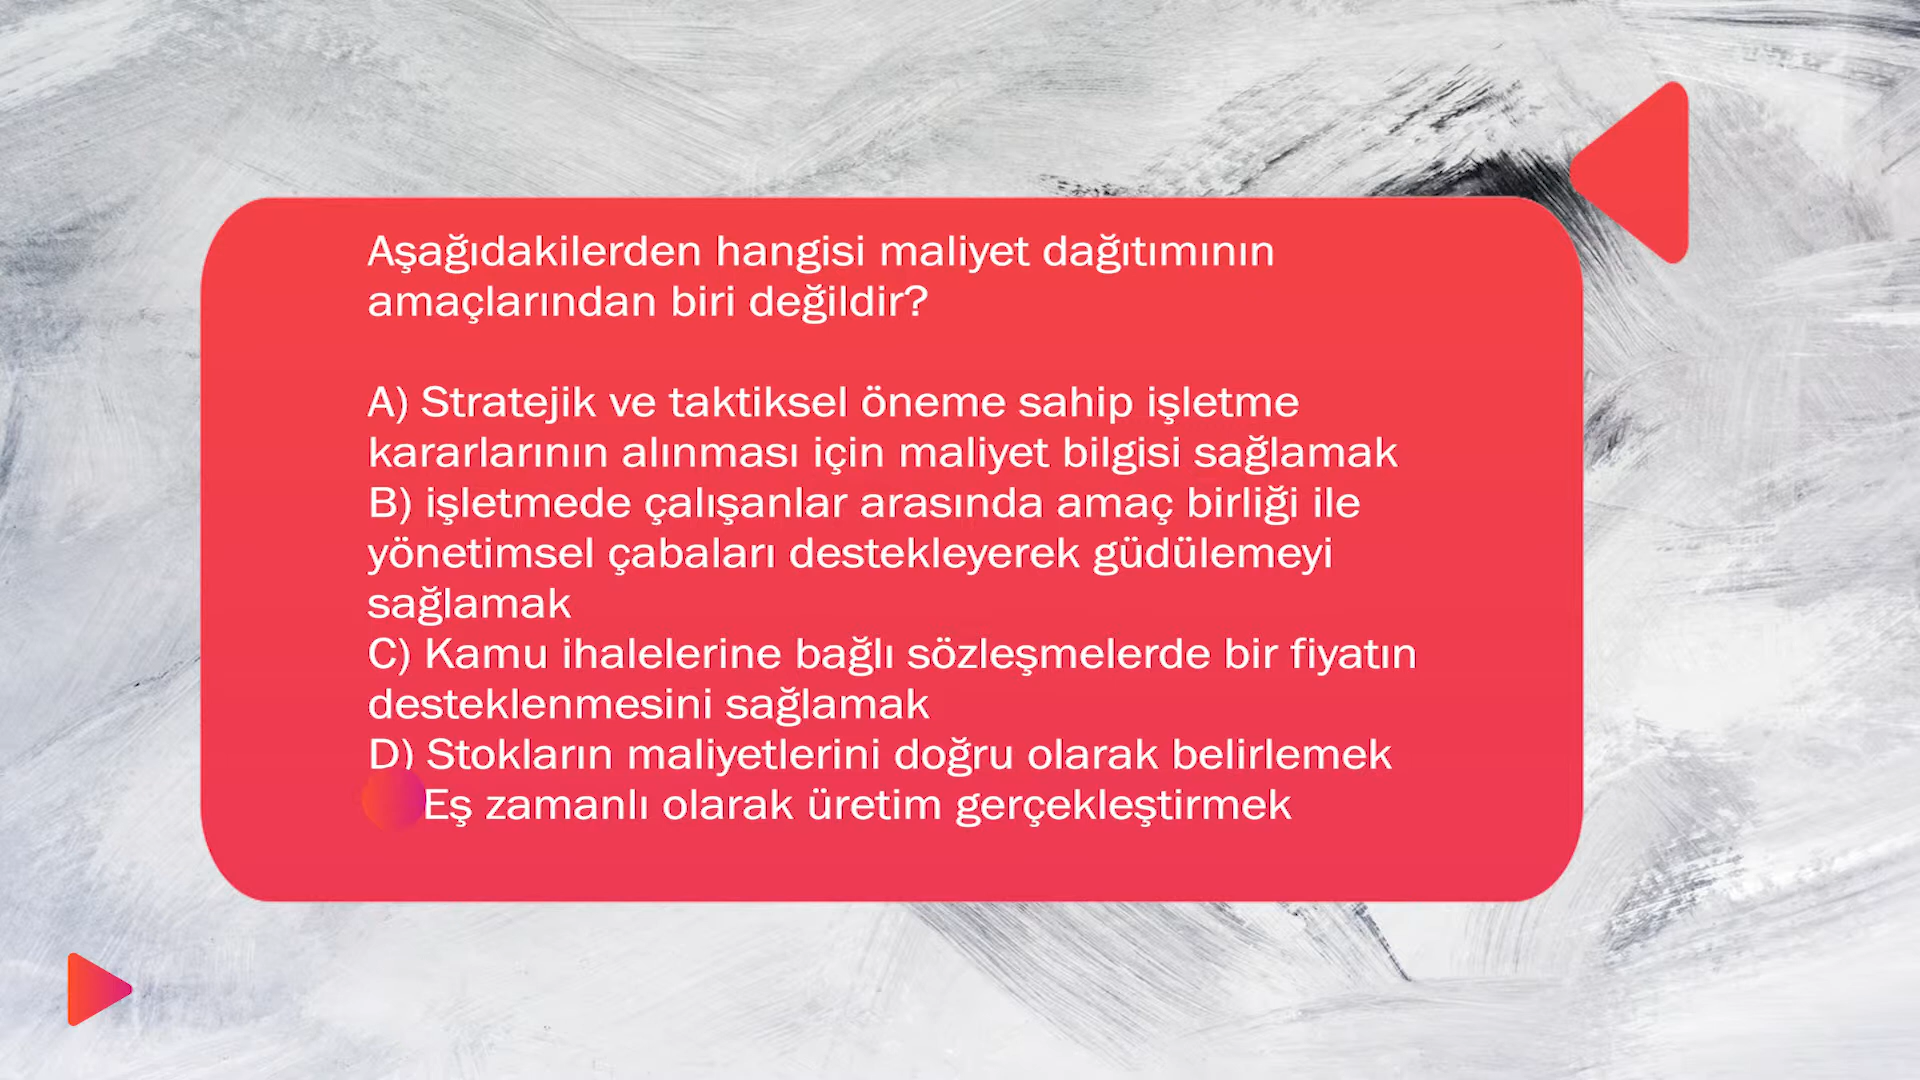 Aşağıdakilerden hangisi maliyet dağıtımının
amaçlarından biri değildir?
A) Stratejik ve taktiksel öneme sahip işletme
kararlarının alınması için maliyet bilgisi sağlamak
B) işletmede çalışanlar arasında amaç birliği ile
yönetimsel çabaları destekleyerek güdülemeyi
sağlamak
C) Kamu ihalelerine bağlı sözleşmelerde bir fiyatın
desteklenmesini sağlamak
D) Stokların maliyetlerini doğru olarak belirlemek
Eş zamanlı olarak üretim gerçekleştirmek